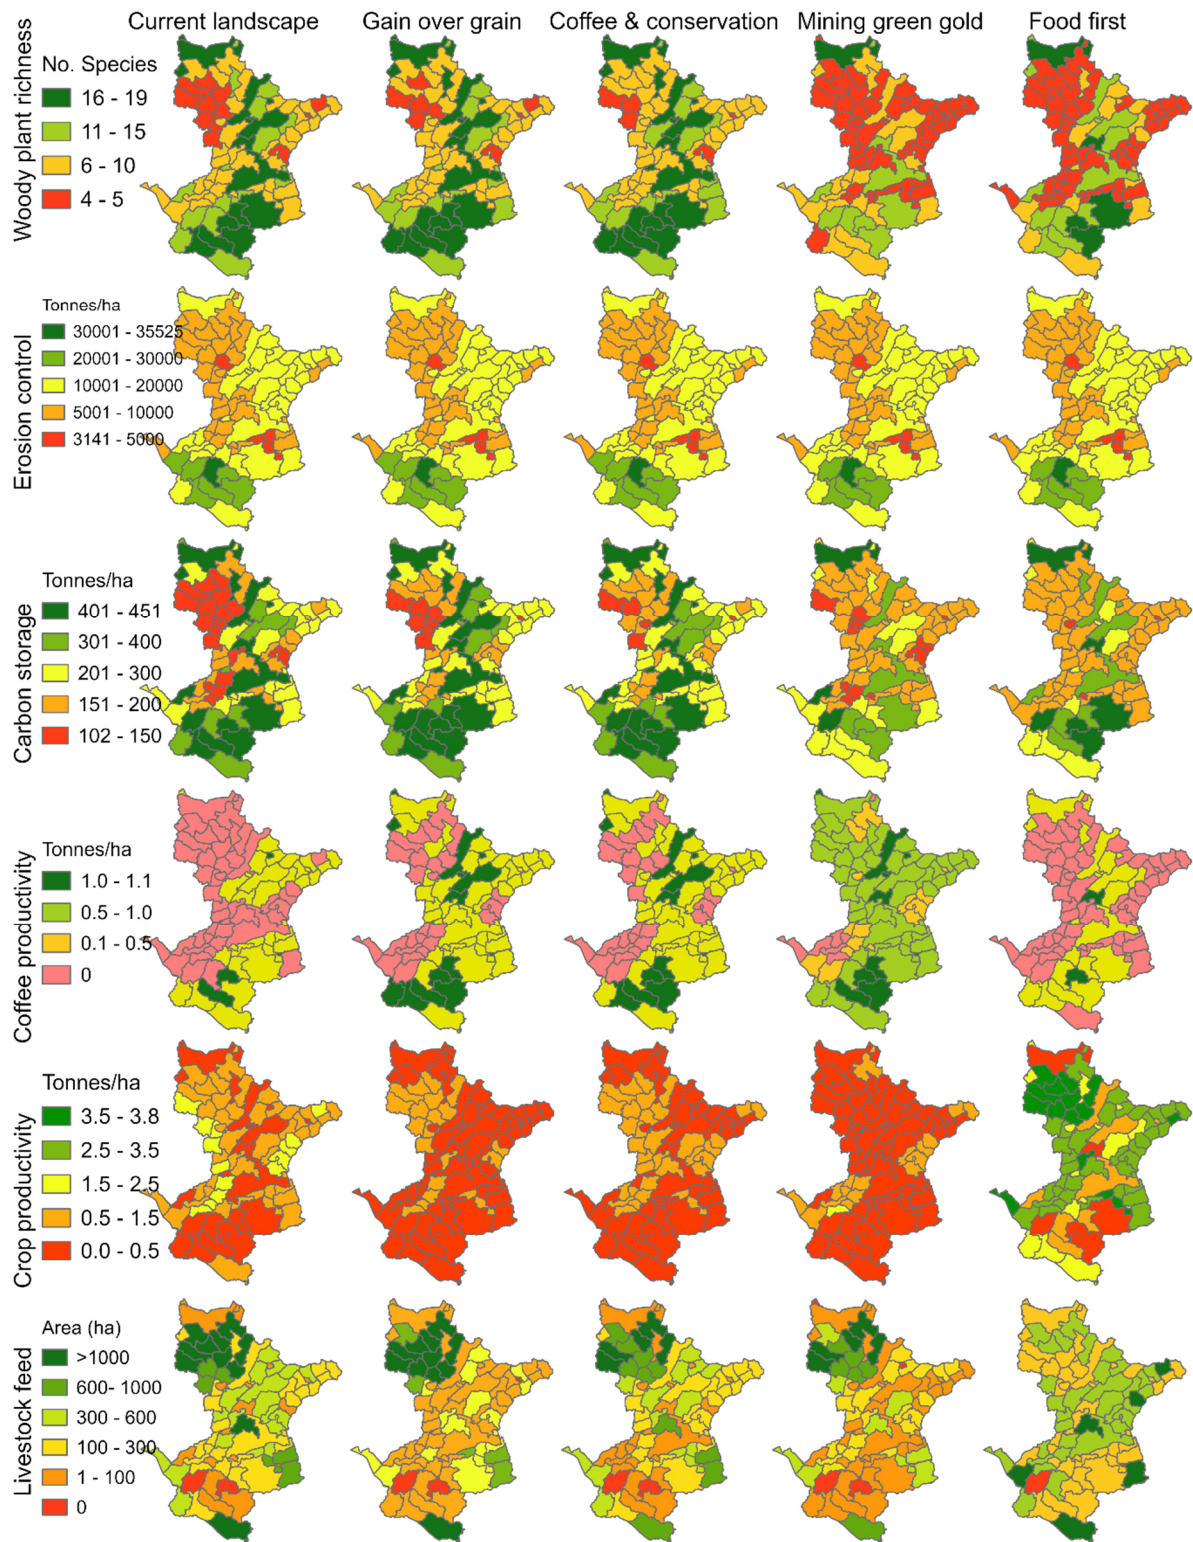 Current landscape Gain over grain Coffee & conservation Mining green gold Food first
Woody plant richness
No. Species
16 - 19
11 - 15
6 - 10
4 - 5
Erosion control
Tonnes/ha
30001 - 35525
20001 - 30000
10001 - 20000
5001 - 10000
3141 - 5000
Carbon storage
Tonnes/ha
401 - 451
301 - 400
201 - 300
151 - 200
102 - 150
Coffee productivity
Tonnes/ha
1.0 - 1.1
0.5 - 1.0
0.1 - 0.5
0
Crop productivity
Tonnes/ha
3.5 - 3.8
2.5 - 3.5
1.5 - 2.5
0.5 - 1.5
0.0 - 0.5
Livestock feed
Area (ha)
>1000
600- 1000
300 - 600
100 - 300
1 - 100
0